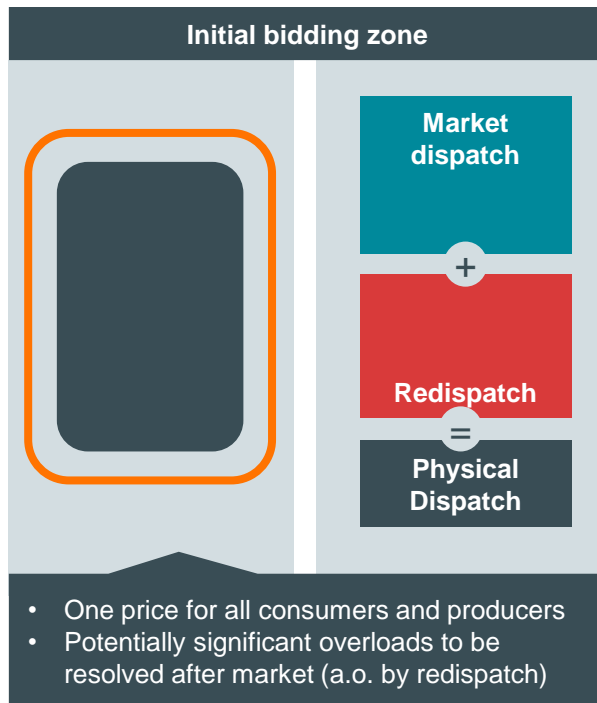 Initial bidding zone
Market
dispatch
+
Redispatch
=
Physical
Dispatch
• One price for all consumers and producers
• Potentially significant overloads to be
resolved after market (a.o. by redispatch)